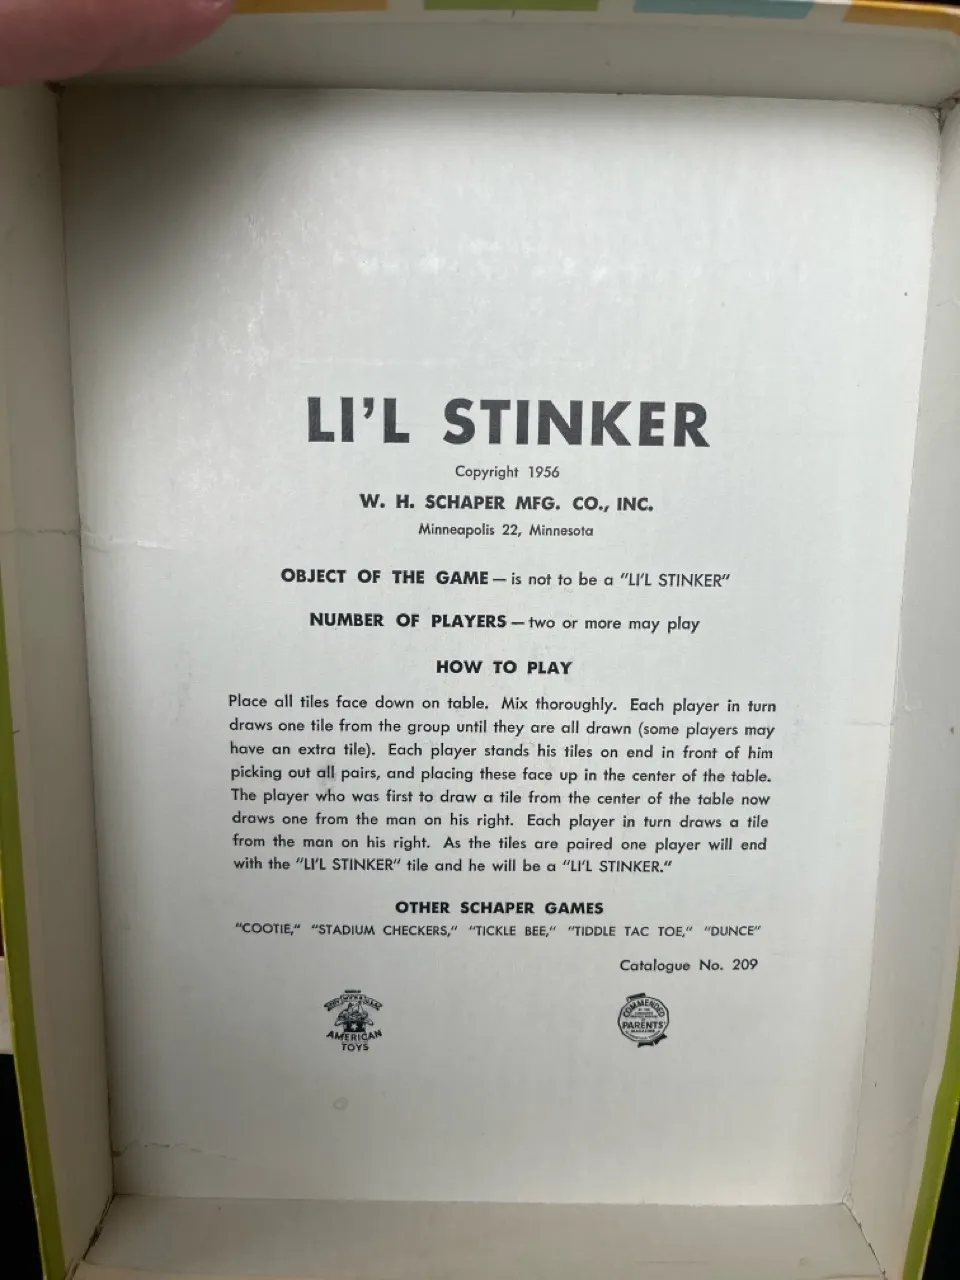 LI'L STINKER
Copyright 1956
W. H. SCHAPER MFG. CO., INC.
Minneapolis 22, Minnesota
OBJECT OF THE GAME — is not to be a "LI'L STINKER"
NUMBER OF PLAYERS — two or more may play
HOW TO PLAY
Place all tiles face down on table. Mix thoroughly. Each player in turn
draws one tile from the group until they are all drawn (some players may
have an extra tile). Each player stands his tiles on end in front of him
picking out all pairs, and placing these face up in the center of the table.
The player who was first to draw a tile from the center of the table now
draws one from the man on his right. Each player in turn draws a tile
from the man on his right. As the tiles are paired one player will end
with the "LI'L STINKER" tile and he will be a "LI'L STINKER."
OTHER SCHAPER GAMES
"COOTIE," "STADIUM CHECKERS," "TICKLE BEE," "TIDDLE TAC TOE," "DUNCE"
Catalogue No. 209
AMERICAN
TOYS
COMMENDED
PARENTS'
MAGAZINE